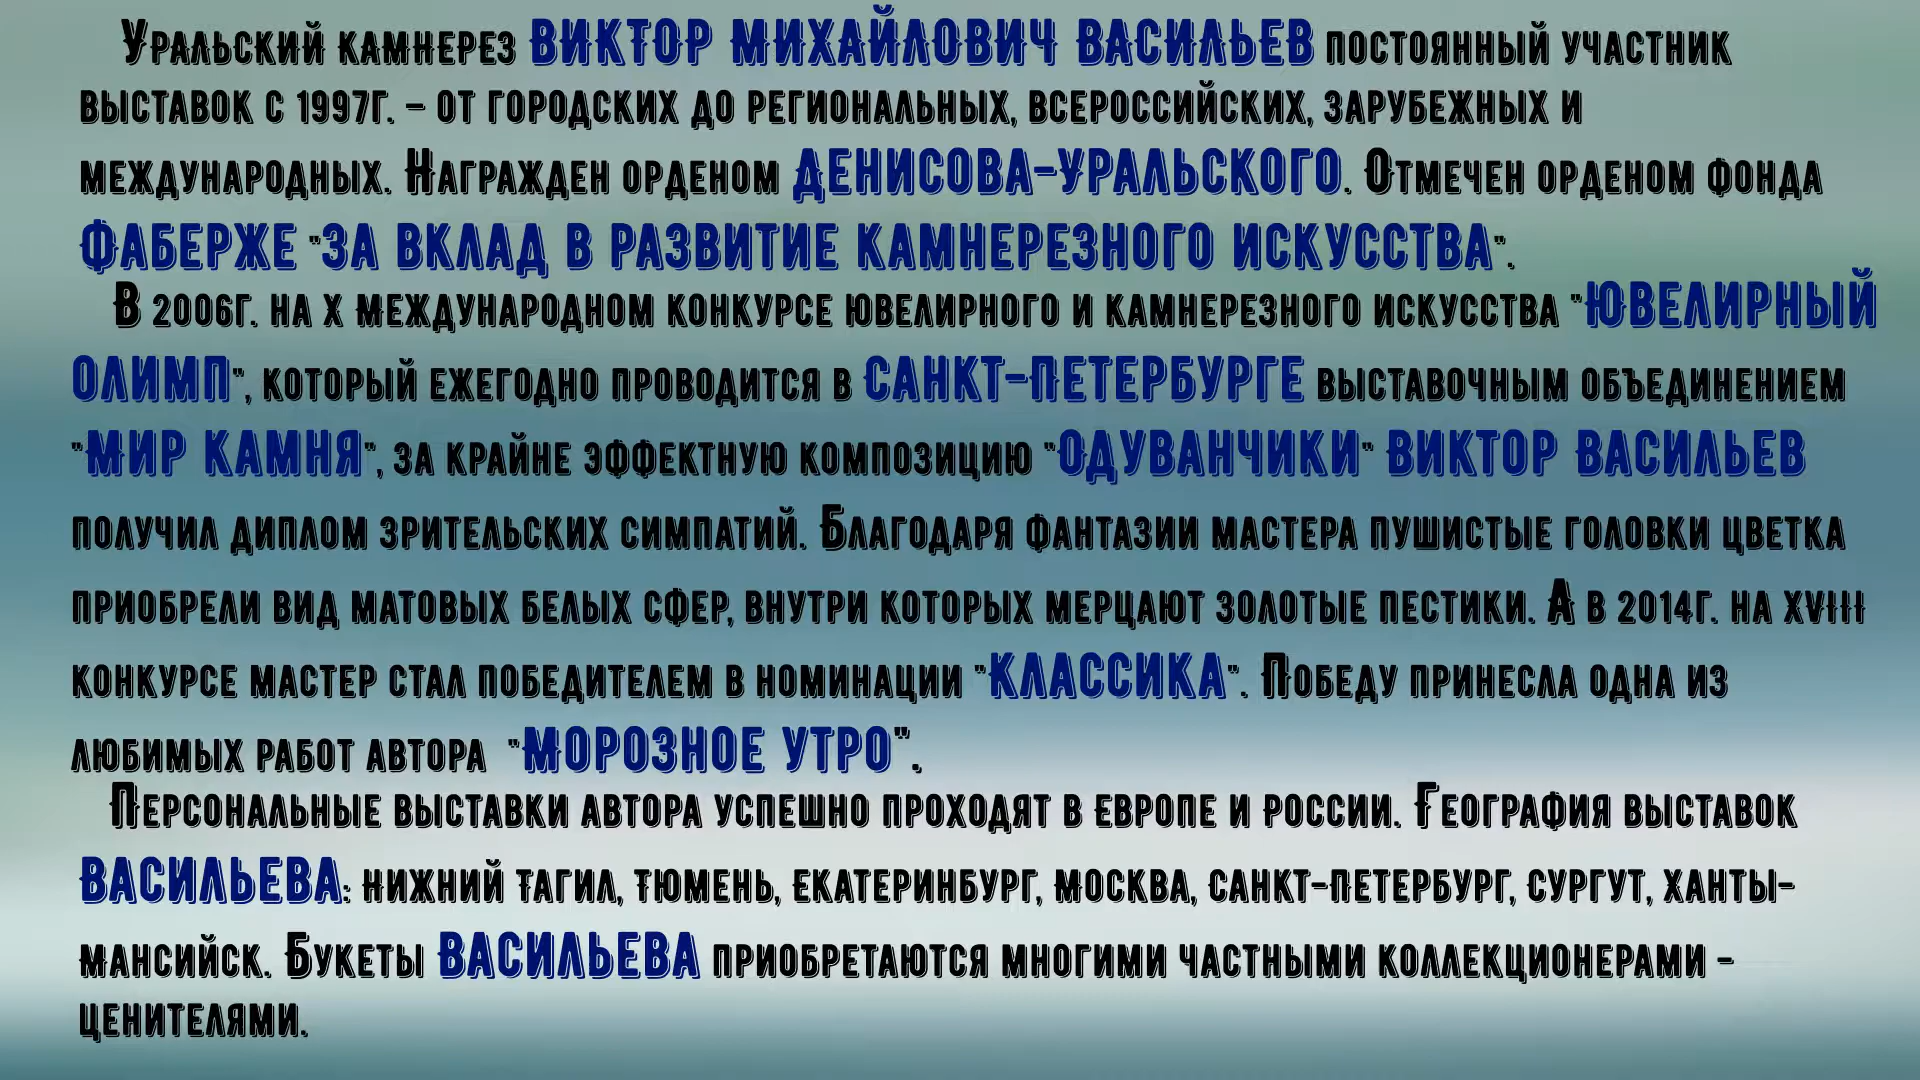 Уральский камнерез ВИКТОР МИХАЙЛОВИЧ ВАСИЛЬЕВ постоянный участник
выставок с 1997г. – от городских до региональных, всероссийских, зарубежных и
международных. Награжден орденом ДЕНИСОВА-УРАЛЬСКОГО. Отмечен орденом фонда
ФАБЕРЖЕ "ЗА ВКЛАД В РАЗВИТИЕ КАМНЕРЕЗНОГО ИСКУССТВА".
В 2006г. на X Международном конкурсе ювелирного и камнерезного искусства "ЮВЕЛИРНЫЙ
ОЛИМП", который ежегодно проводится в САНКТ-ПЕТЕРБУРГЕ выставочным объединением
"МИР КАМНЯ", за крайне эффектную композицию "ОДУВАНЧИКИ" ВИКТОР ВАСИЛЬЕВ
получил диплом зрительских симпатий. Благодаря фантазии мастера пушистые головки цветка
приобрели вид матовых белых сфер, внутри которых мерцают золотые пестики. А в 2014г. на XVIII
конкурсе мастер стал победителем в номинации "КЛАССИКА". Победу принесла одна из
любимых работ автора "МОРОЗНОЕ УТРО".
Персональные выставки автора успешно проходят в Европе и России. География выставок
ВАСИЛЬЕВА: Нижний Тагил, Тюмень, Екатеринбург, Москва, Санкт-Петербург, Сургут, Ханты-
Мансийск. Букеты ВАСИЛЬЕВА приобретаются многими частными коллекционерами -
ценителями.